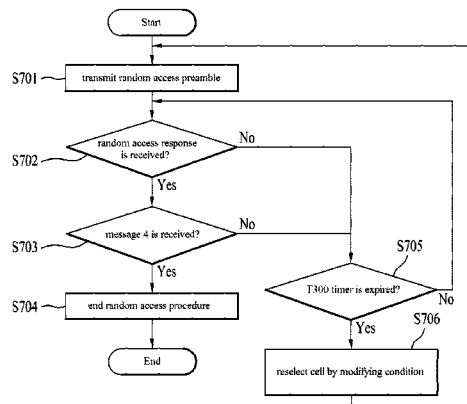 Start
S701
transmit random access preamble
random access response
is received?
No
S702
Yes
message 4 is received?
No
S703
Yes
S705
T300 timer is expired?
No
S704
end random access procedure
Yes
S706
End
reselect cell by modifying condition